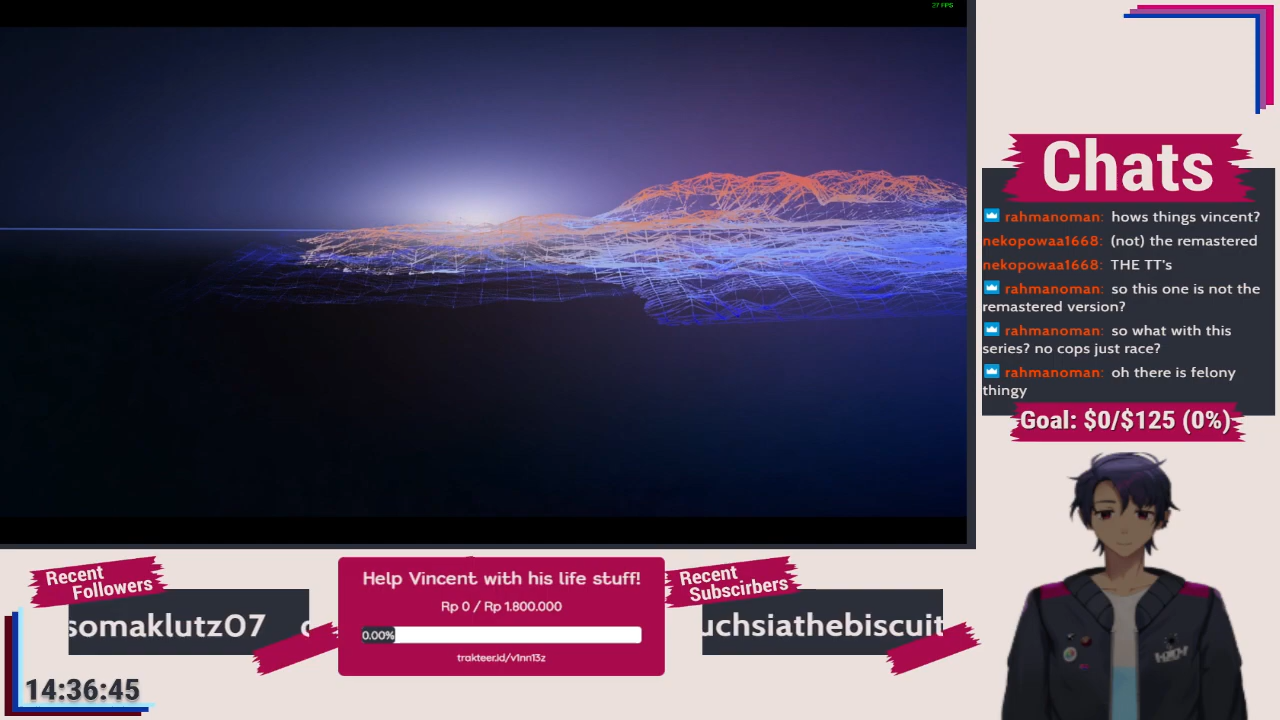 27 FPS
Chats
rahmanoman: hows things vincent?
nekopowaa1668: (not) the remastered
nekopowaa1668: THE TT's
rahmanoman: so this one is not the
remastered version?
rahmanoman: so what with this
series? no cops just race?
rahmanoman: oh there is felony
thingy
Goal: $0/$125 (0%)
Recent
Followers
somaklutz07
Help Vincent with his life stuff!
Rp 0 / Rp 1.800.000
0.00%
trakteer.id/v1nn13z
Recent
Subscirbers
uchsiathebiscuit
14:36:45